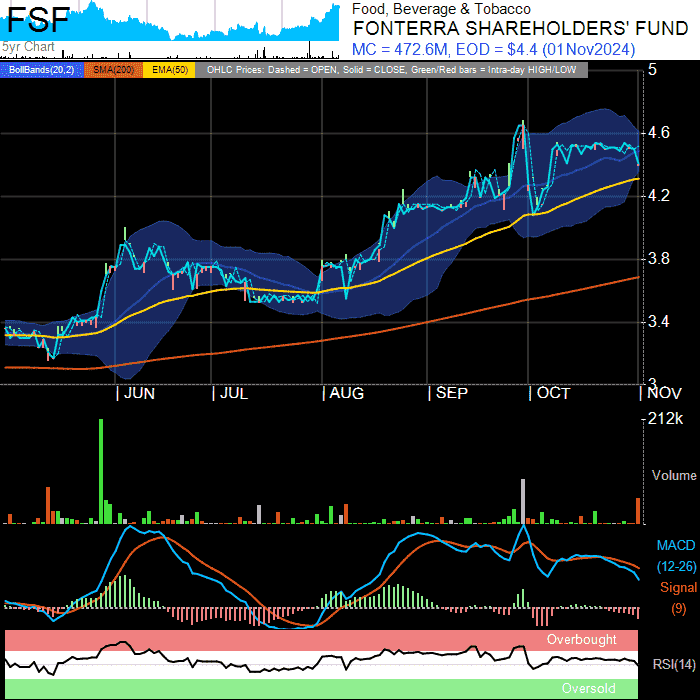 FSF
5yr Chart
Food, Beverage & Tobacco
FONTERRA SHAREHOLDERS' FUND
MC = 472.6M, EOD = $4.4 (01Nov2024)
BollBands(20,2) SMA(200) EMA(50) OHLC Prices: Dashed = OPEN, Solid = CLOSE, Green/Red bars = Intra-day HIGH/LOW
5
4.6
4.2
3.8
3.4
3
JUN JUL AUG SEP OCT NOV
212k
Volume
MACD
(12-26)
Signal
(9)
Overbought
RSI(14)
Oversold